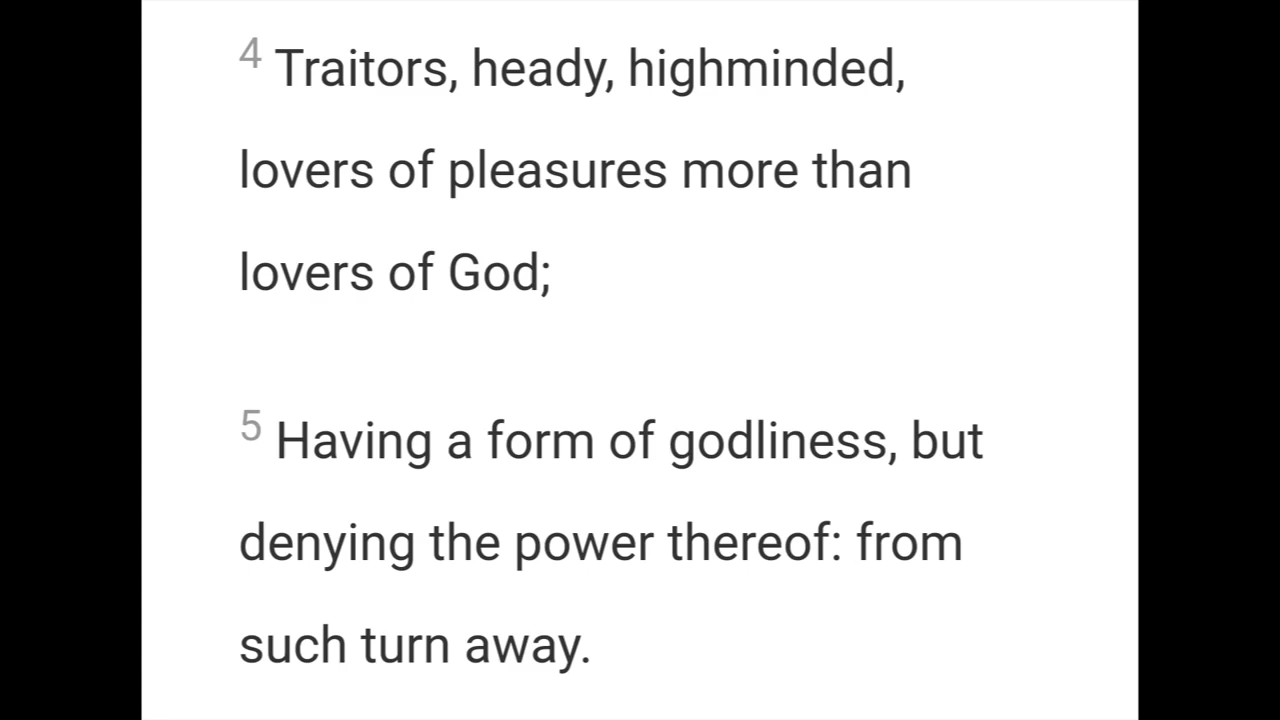 4 Traitors, heady, highminded,
lovers of pleasures more than
lovers of God;
5 Having a form of godliness, but
denying the power thereof: from
such turn away.